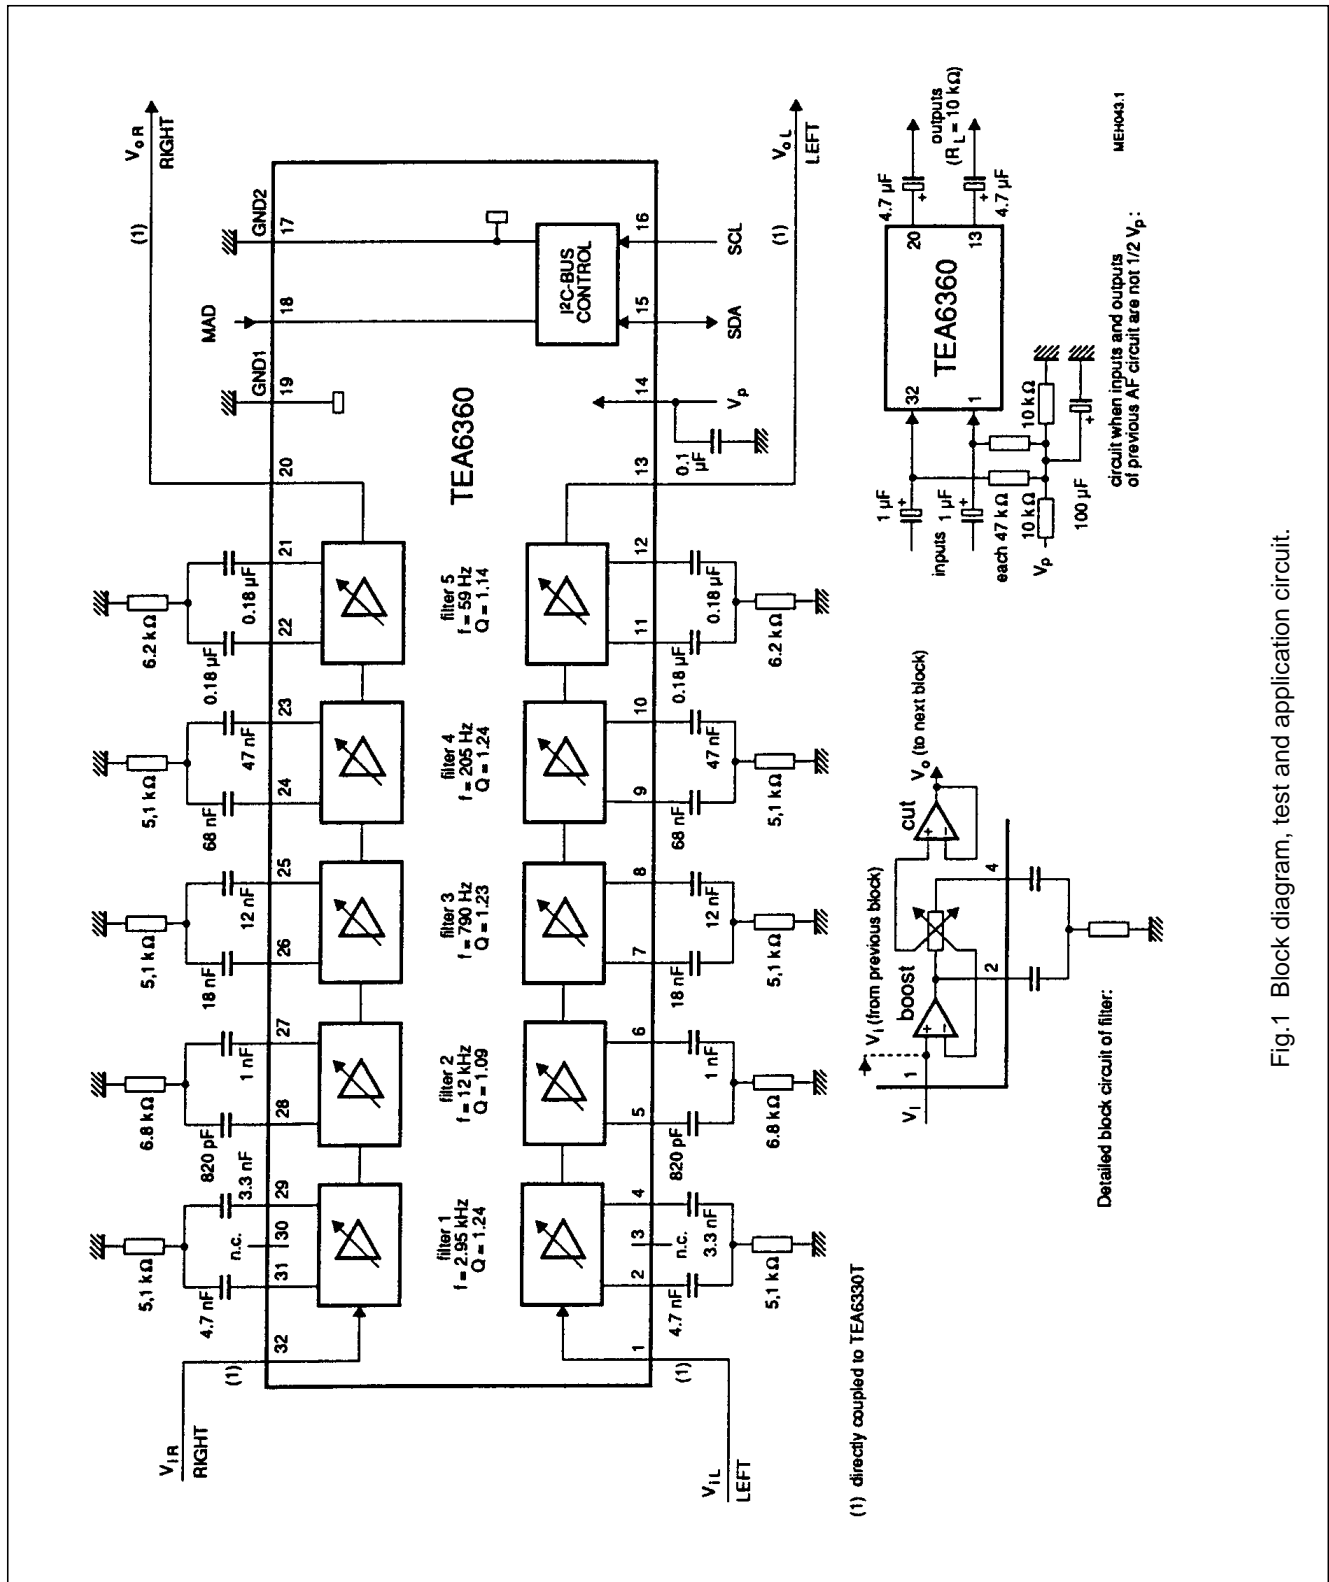 V o R
RIGHT
(1)
MAD
GND1
GND2
19
18
17
20
21
22
23
24
25
26
27
28
29
30
31
32
6.2 kΩ
0.18 µF
0.18 µF
5,1 kΩ
68 nF
47 nF
5,1 kΩ
18 nF
12 nF
6.8 kΩ
820 pF
1 nF
5,1 kΩ
4.7 nF
n.c.
3.3 nF
(1)
V I R
RIGHT
filter 1
f = 2.95 kHz
Q = 1.24
filter 2
f = 12 kHz
Q = 1.09
filter 3
f = 790 Hz
Q = 1.23
filter 4
f = 205 Hz
Q = 1.24
filter 5
f = 59 Hz
Q = 1.14
TEA6360
I²C-BUS
CONTROL
1
2
3
4
5
6
7
8
9
10
11
12
13
14
15
16
V i L
LEFT
(1)
4.7 nF
n.c.
3.3 nF
5,1 kΩ
820 pF
1 nF
6.8 kΩ
18 nF
12 nF
5,1 kΩ
68 nF
47 nF
5,1 kΩ
0.18 µF
0.18 µF
6.2 kΩ
0.1
µF
Vp
SDA
SCL
(1)
V o L
LEFT
(1) directly coupled to TEA6330T
VI
1
VI (from previous block)
boost
+
−
2
4
cut
+
−
Vo (to next block)
Detailed block circuit of filter:
1 µF
+
inputs 1 µF
+
each 47 kΩ
10 kΩ
Vp
100 µF
+
10 kΩ
32
1
TEA6360
20
13
4.7 µF
+
+
4.7 µF
outputs
(R L = 10 kΩ)
circuit when inputs and outputs
of previous AF circuit are not 1/2 Vp:
MEH043.1
Fig.1 Block diagram, test and application circuit.